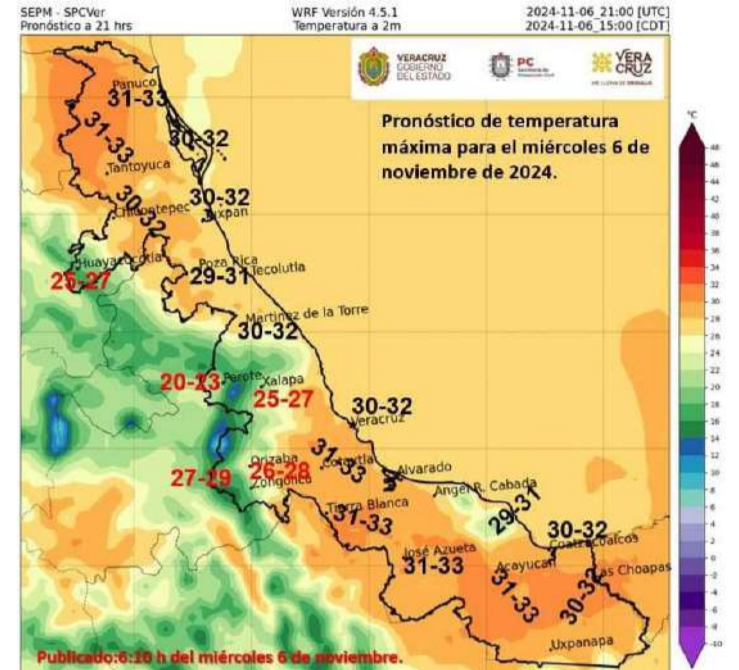 SEPM - SPCVer
Pronóstico a 21 hrs
WRF Versión 4.5.1
Temperatura a 2m
2024-11-06_21:00 [UTC]
2024-11-06_15:00 [CDT]
VERACRUZ
GOBIERNO
DEL ESTADO
PC
VERA
CRUZ
Pronóstico de temperatura
máxima para el miércoles 6 de
noviembre de 2024.
°C
48
46
44
42
40
38
36
34
32
30
28
26
24
22
20
18
16
14
12
10
8
6
4
2
0
-2
-4
-6
-8
-10
Panuco
31-33
31-33
30-32
Tantoyuca
30-32
30-32
Chicontepec
Tuxpan
Huayacocotla
25-27
Poza Rica
29-31
Tecolutla
Martinez de la Torre
30-32
20-23
Perote
Xalapa
25-27
30-32
Veracruz
31-33
Cotaxtla
Orizaba
27-29
26-28
Zongolica
Alvarado
Angel R. Cabada
29-31
Tierra Blanca
31-33
30-32
Coatzacoalcos
José Azueta
31-33
Acayucan
31-33
30-32
Las Choapas
Uxpanapa
Publicado:6:10 h del miércoles 6 de noviembre.